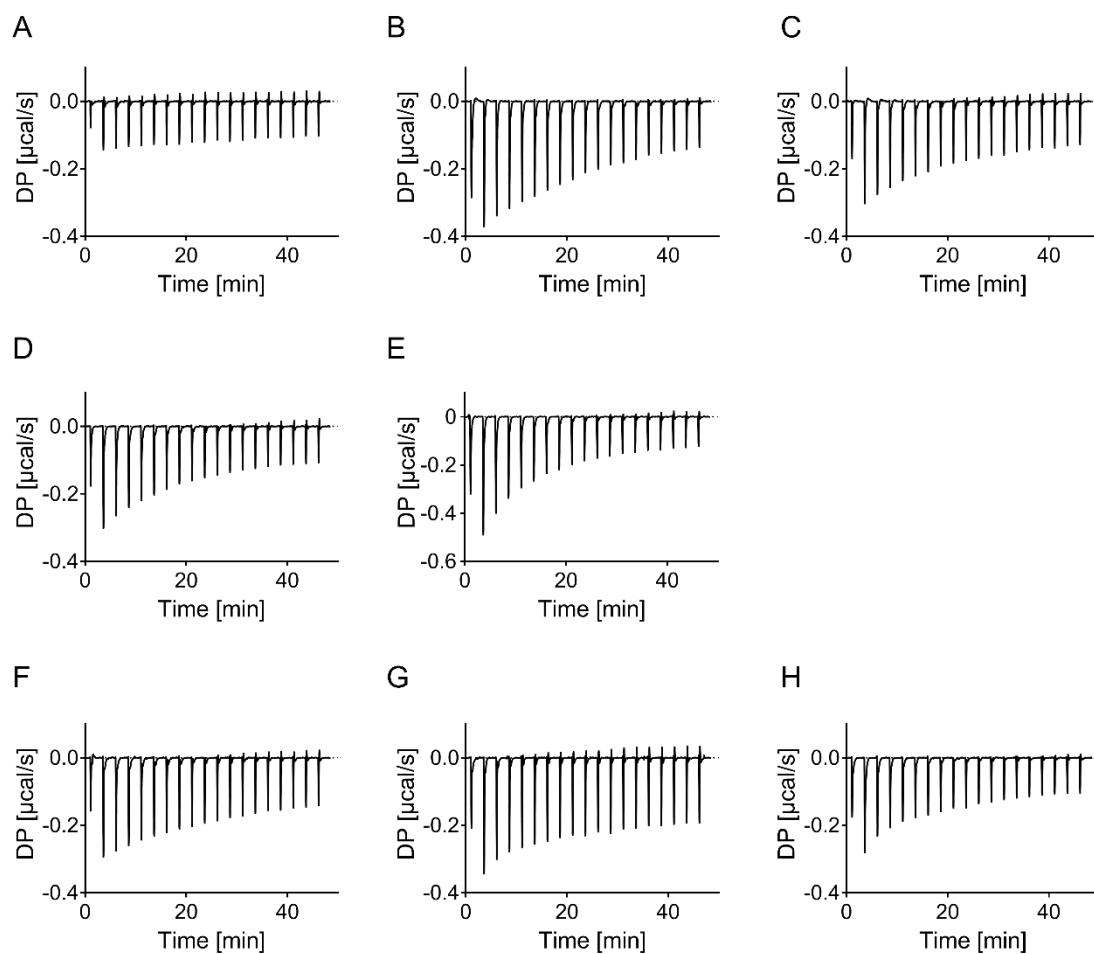 A B C
0.0 0.0 0.0
-0.2 -0.2 -0.2
-0.4 -0.4 -0.4
DP [µcal/s] DP [µcal/s] DP [µcal/s]
0 20 40 0 20 40 0 20 40
Time [min] Time [min] Time [min]
D E
0.0 0
-0.2 -0.2
-0.4 -0.4
-0.6
DP [µcal/s] DP [µcal/s]
0 20 40 0 20 40
Time [min] Time [min]
F G H
0.0 0.0 0.0
-0.2 -0.2 -0.2
-0.4 -0.4 -0.4
DP [µcal/s] DP [µcal/s] DP [µcal/s]
0 20 40 0 20 40 0 20 40
Time [min] Time [min] Time [min]